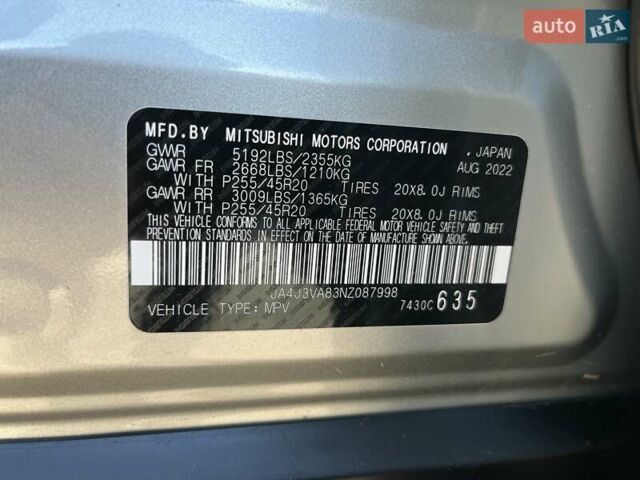 auto RIA .com
MFD.BY MITSUBISHI MOTORS CORPORATION , JAPAN
GVWR 5192LBS/2355KG AUG 2022
GAWR FR 2668LBS/1210KG
WITH P255/45R20 TIRES 20X8.0J RIMS
GAWR RR 3009LBS/1365KG
WITH P255/45R20 TIRES 20X8.0J RIMS
THIS VEHICLE CONFORMS TO ALL APPLICABLE FEDERAL MOTOR VEHICLE SAFETY AND THEFT
PREVENTION STANDARDS IN EFFECT ON THE DATE OF MANUFACTURE SHOWN ABOVE.
JA4J3VA83NZ087998
VEHICLE TYPE: MPV 7430C 635